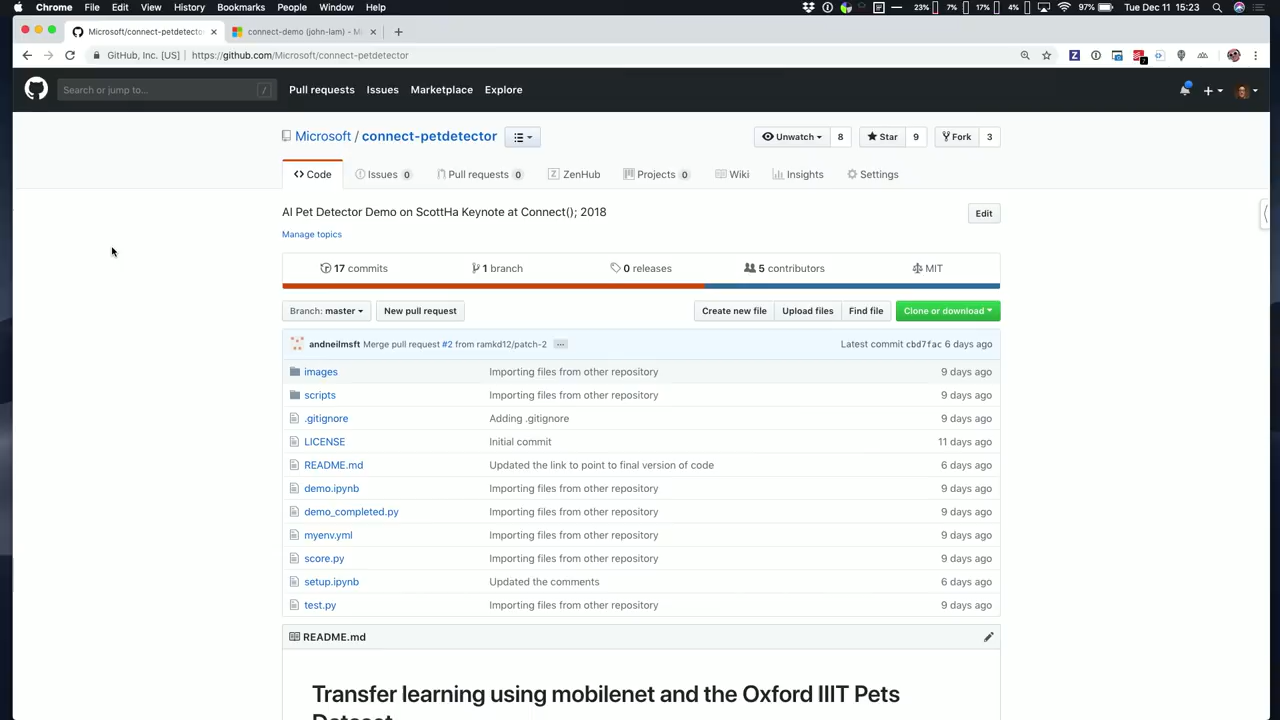 Chrome File Edit View History Bookmarks People Window Help 23% 7% 17% 4% 97% Tue Dec 11 15:23
Microsoft/connect-petdetecto
connect-demo (john-lam) - M
GitHub, Inc. [US] https://github.com/Microsoft/connect-petdetector
Search or jump to... / Pull requests Issues Marketplace Explore
Microsoft / connect-petdetector Unwatch 8 Star 9 Fork 3
Code Issues 0 Pull requests 0 ZenHub Projects 0 Wiki Insights Settings
AI Pet Detector Demo on ScottHa Keynote at Connect(); 2018 Edit
Manage topics
17 commits 1 branch 0 releases 5 contributors MIT
Branch: master New pull request Create new file Upload files Find file Clone or download
andneilmsft Merge pull request #2 from ramkd12/patch-2 ... Latest commit cbd7fac 6 days ago
images Importing files from other repository 9 days ago
scripts Importing files from other repository 9 days ago
.gitignore Adding .gitignore 9 days ago
LICENSE Initial commit 11 days ago
README.md Updated the link to point to final version of code 6 days ago
demo.ipynb Importing files from other repository 9 days ago
demo_completed.py Importing files from other repository 9 days ago
myenv.yml Importing files from other repository 9 days ago
score.py Importing files from other repository 9 days ago
setup.ipynb Updated the comments 6 days ago
test.py Importing files from other repository 9 days ago
README.md
Transfer learning using mobilenet and the Oxford IIIT Pets
Dataset